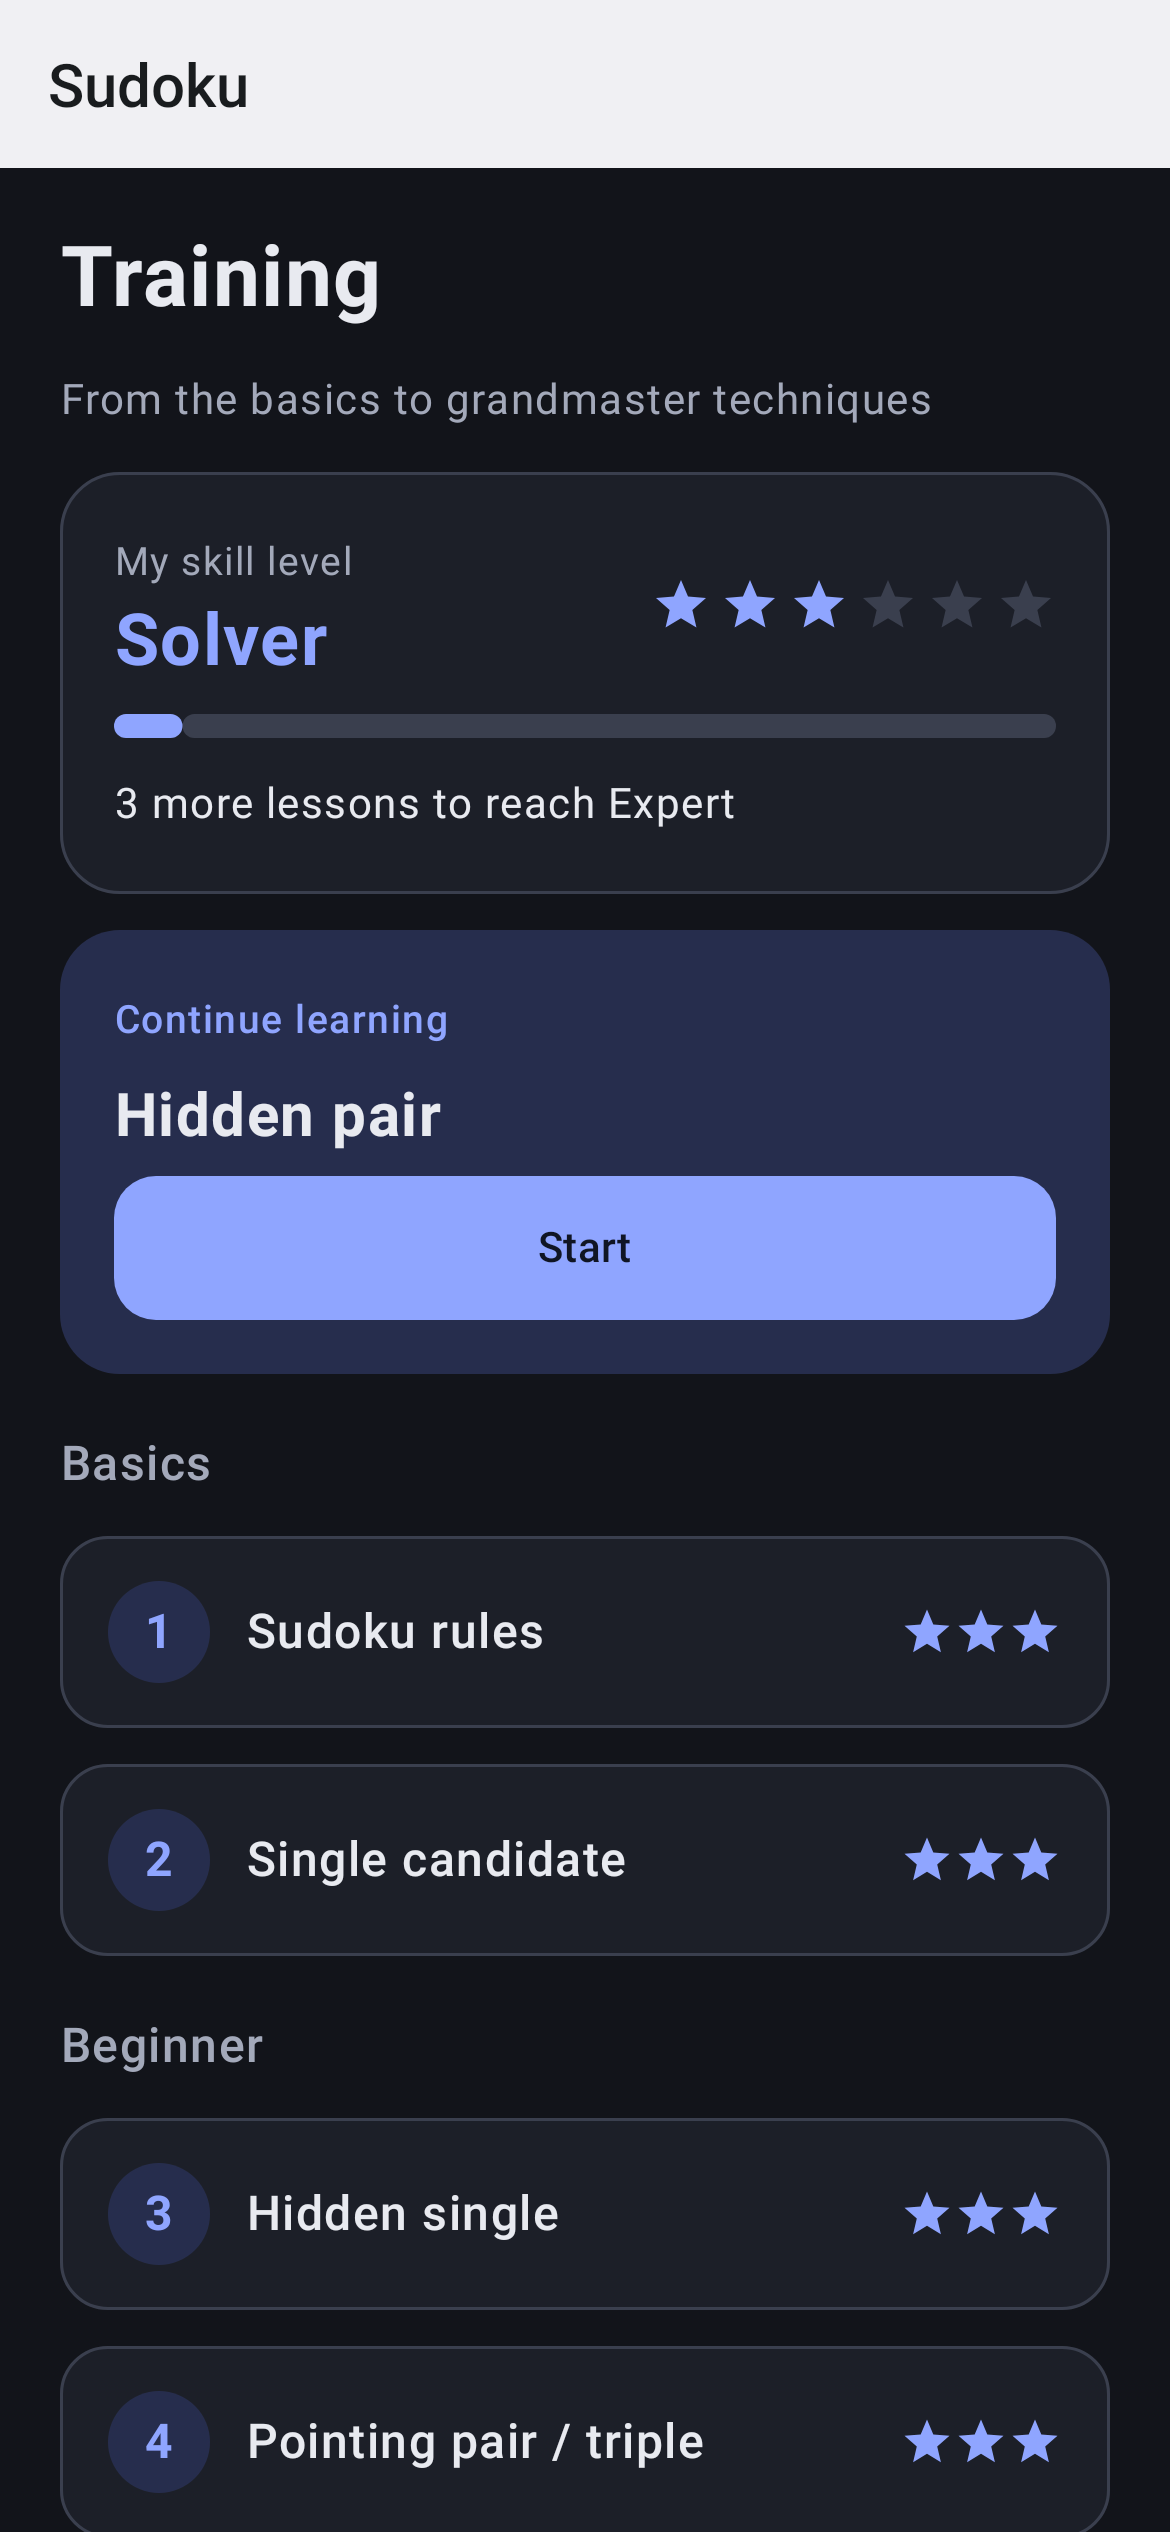 Sudoku
Training
From the basics to grandmaster techniques
My skill level
Solver
3 more lessons to reach Expert
Continue learning
Hidden pair
Start
Basics
1 Sudoku rules
2 Single candidate
Beginner
3 Hidden single
4 Pointing pair / triple